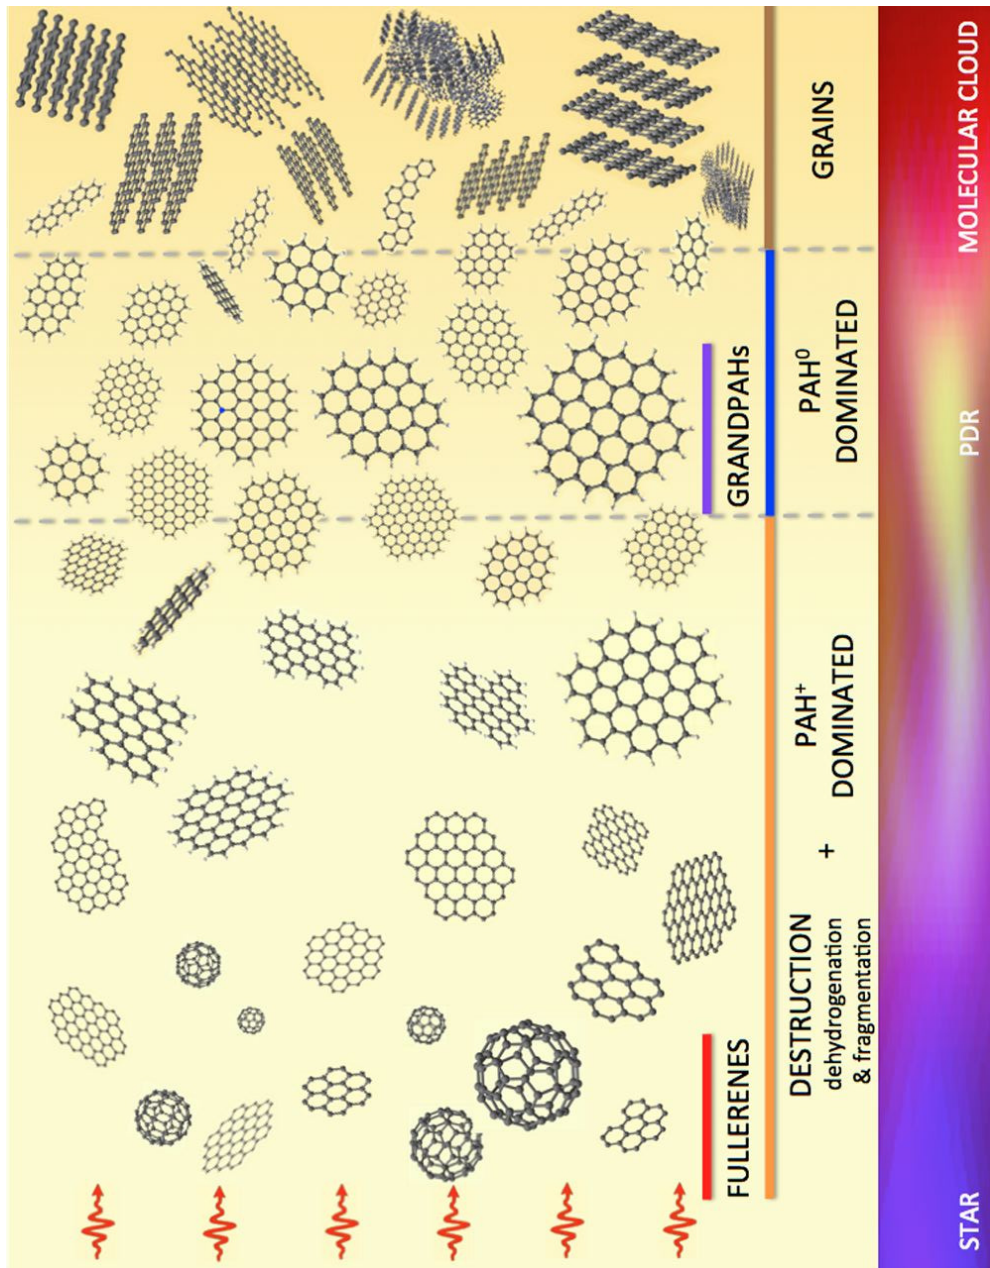 GRAINS
MOLECULAR CLOUD
PAH⁰
DOMINATED
GRANDPAHs
PDR
PAH⁺
DOMINATED
+
DESTRUCTION
dehydrogenation
& fragmentation
FULLERENES
STAR